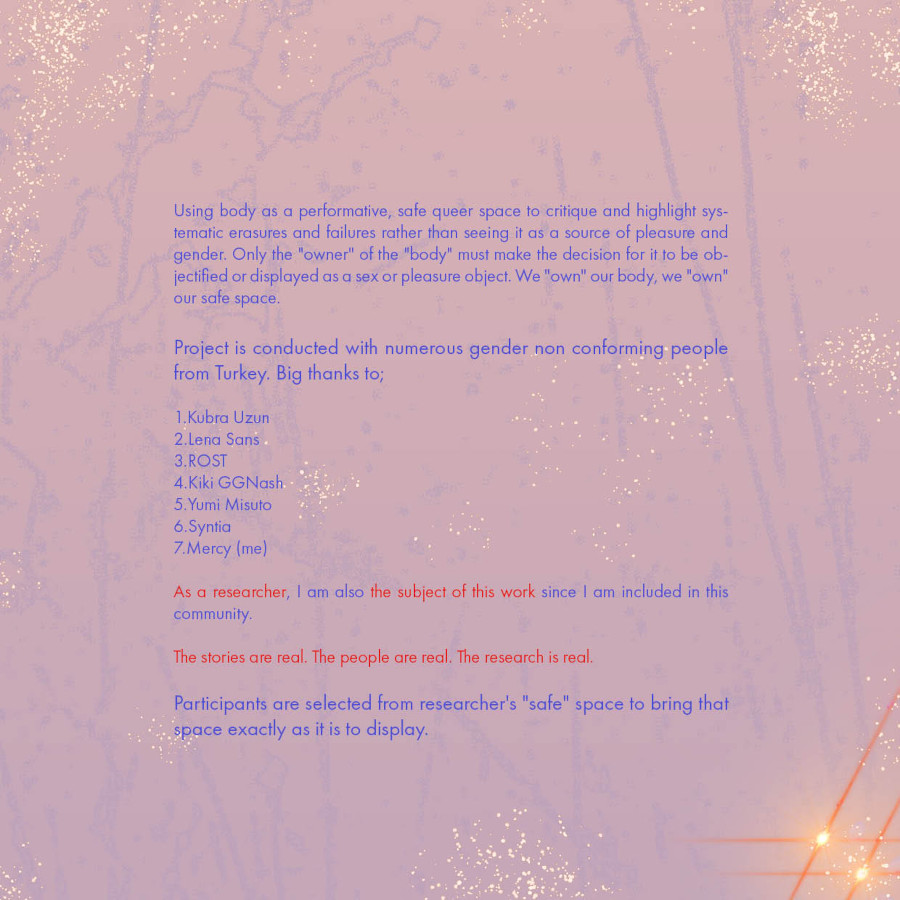 Using body as a performative, safe queer space to critique and highlight sys-
tematic erasures and failures rather than seeing it as a source of pleasure and
gender. Only the "owner" of the "body" must make the decision for it to be ob-
jectified or displayed as a sex or pleasure object. We "own" our body, we "own"
our safe space.
Project is conducted with numerous gender non conforming people
from Turkey. Big thanks to;
1.Kubra Uzun
2.Lena Sans
3.ROST
4.Kiki GGNash
5.Yumi Misuto
6.Syntia
7.Mercy (me)
As a researcher, I am also the subject of this work since I am included in this
community.
The stories are real. The people are real. The research is real.
Participants are selected from researcher's "safe" space to bring that
space exactly as it is to display.